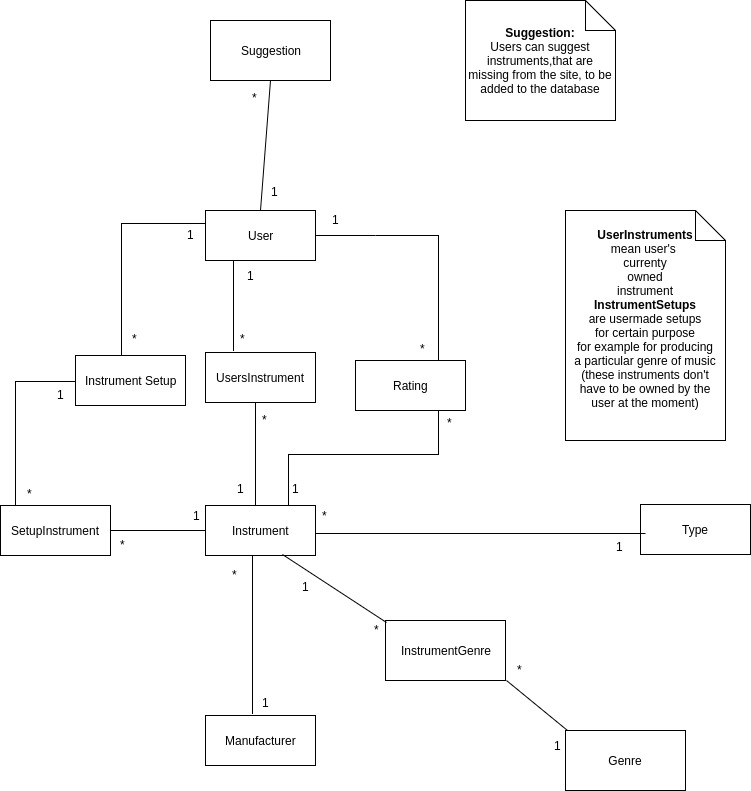 Suggestion
Suggestion:
Users can suggest
instruments,that are
missing from the site, to be
added to the database
*
1
User
1
1
1
UserInstruments
mean user's
currenty
owned
instrument
InstrumentSetups
are usermade setups
for certain purpose
for example for producing
a particular genre of music
(these instruments don't
have to be owned by the
user at the moment)
*
*
*
Instrument Setup
UsersInstrument
Rating
1
*
*
*
1
1
SetupInstrument
*
1
Instrument
*
1
Type
*
1
*
InstrumentGenre
*
1
Manufacturer
1
Genre